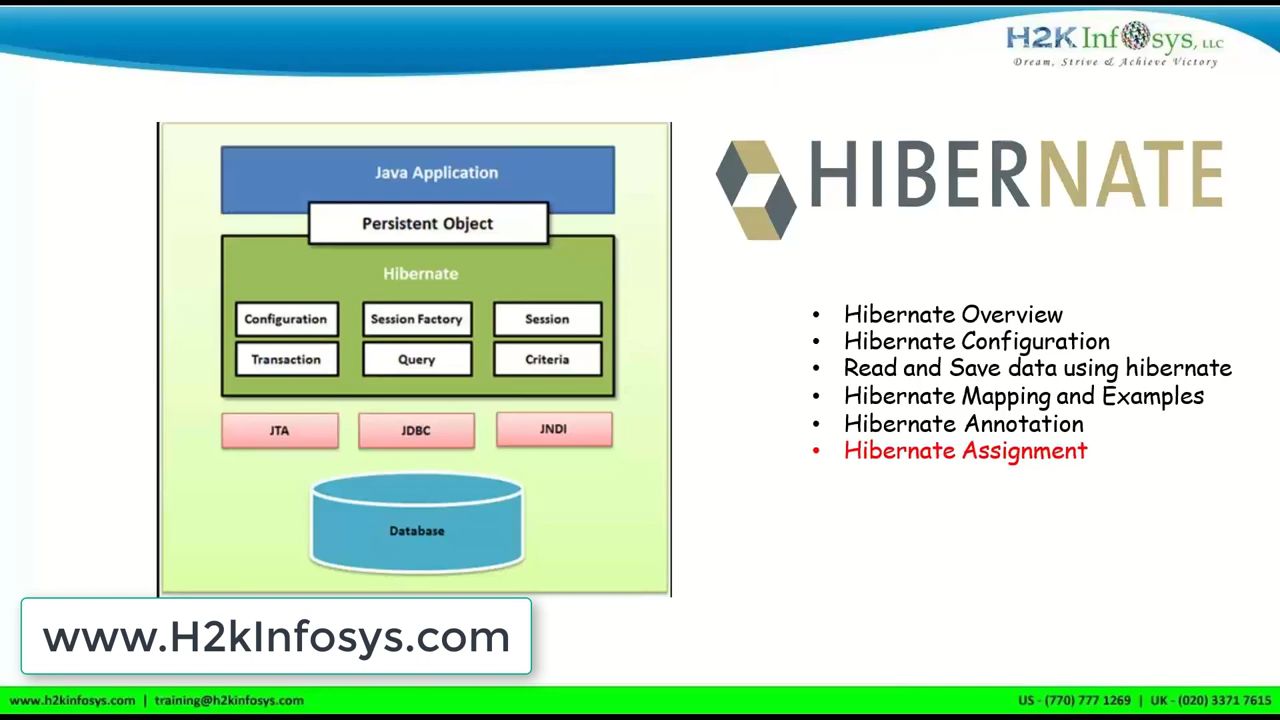 H2K Infosys, LLC
Dream, Strive & Achieve Victory
Java Application
Persistent Object
Hibernate
Configuration
Session Factory
Session
Transaction
Query
Criteria
JTA
JDBC
JNDI
Database
HIBERNATE
• Hibernate Overview
• Hibernate Configuration
• Read and Save data using hibernate
• Hibernate Mapping and Examples
• Hibernate Annotation
• Hibernate Assignment
www.H2kInfosys.com
www.h2kinfosys.com | training@h2kinfosys.com
US - (770) 777 1269 | UK - (020) 3371 7615